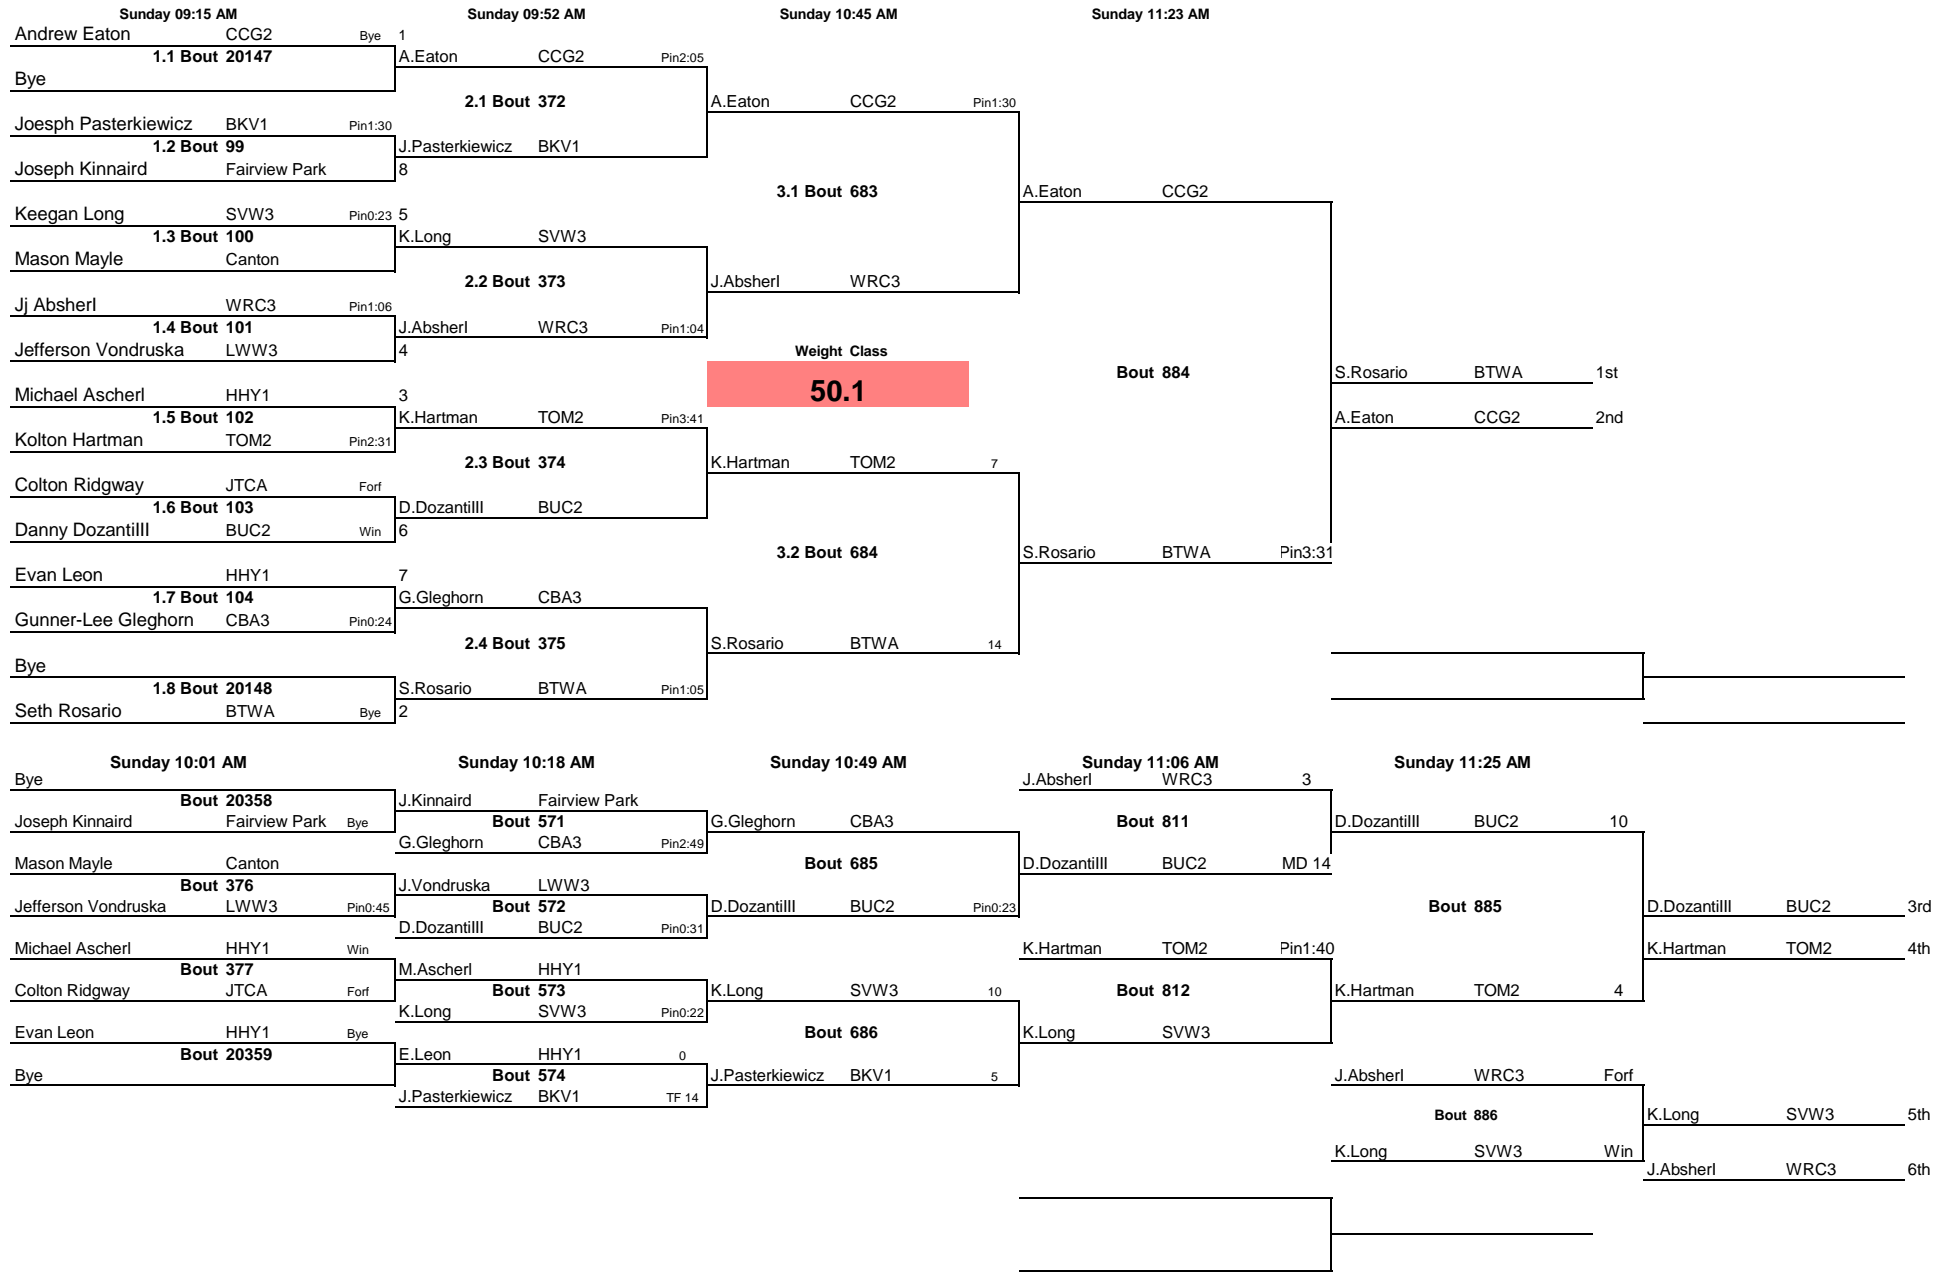 Sunday 09:15 AM Sunday 09:52 AM Sunday 10:45 AM Sunday 11:23 AM
Andrew Eaton CCG2 Bye 1
1.1 Bout 20147 A.Eaton CCG2 Pin2:05
Bye
2.1 Bout 372 A.Eaton CCG2 Pin1:30
Joesph Pasterkiewicz BKV1 Pin1:30
1.2 Bout 99 J.Pasterkiewicz BKV1
Joseph Kinnaird Fairview Park 8
3.1 Bout 683 A.Eaton CCG2
Keegan Long SVW3 Pin0:23 5
1.3 Bout 100 K.Long SVW3
Mason Mayle Canton
2.2 Bout 373 J.AbsherI WRC3
Jj AbsherI WRC3 Pin1:06
1.4 Bout 101 J.AbsherI WRC3 Pin1:04
Jefferson Vondruska LWW3 4 Weight Class
Bout 884 S.Rosario BTWA 1st
Michael Ascherl HHY1 3 50.1
1.5 Bout 102 K.Hartman TOM2 Pin3:41 A.Eaton CCG2 2nd
Kolton Hartman TOM2 Pin2:31
2.3 Bout 374 K.Hartman TOM2 7
Colton Ridgway JTCA Forf
1.6 Bout 103 D.DozantiIII BUC2
Danny DozantiIII BUC2 Win 6
3.2 Bout 684 S.Rosario BTWA Pin3:31
Evan Leon HHY1 7
1.7 Bout 104 G.Gleghorn CBA3
Gunner-Lee Gleghorn CBA3 Pin0:24
2.4 Bout 375 S.Rosario BTWA 14
Bye
1.8 Bout 20148 S.Rosario BTWA Pin1:05
Seth Rosario BTWA Bye 2
Sunday 10:01 AM Sunday 10:18 AM Sunday 10:49 AM Sunday 11:06 AM Sunday 11:25 AM
Bye J.AbsherI WRC3 3
Bout 20358 J.Kinnaird Fairview Park
Joseph Kinnaird Fairview Park Bye Bout 571 G.Gleghorn CBA3 Bout 811 D.DozantiIII BUC2 10
G.Gleghorn CBA3 Pin2:49
Mason Mayle Canton Bout 685 D.DozantiIII BUC2 MD 14
Bout 376 J.Vondruska LWW3
Jefferson Vondruska LWW3 Pin0:45 Bout 572 D.DozantiIII BUC2 Pin0:23 Bout 885 D.DozantiIII BUC2 3rd
D.DozantiIII BUC2 Pin0:31
Michael Ascherl HHY1 Win K.Hartman TOM2 Pin1:40 K.Hartman TOM2 4th
Bout 377 M.Ascherl HHY1
Colton Ridgway JTCA Forf Bout 573 K.Long SVW3 10 Bout 812 K.Hartman TOM2 4
K.Long SVW3 Pin0:22
Evan Leon HHY1 Bye Bout 686 K.Long SVW3
Bout 20359 E.Leon HHY1 0
Bye Bout 574 J.Pasterkiewicz BKV1 5 J.AbsherI WRC3 Forf
J.Pasterkiewicz BKV1 TF 14
Bout 886 K.Long SVW3 5th
K.Long SVW3 Win
J.AbsherI WRC3 6th